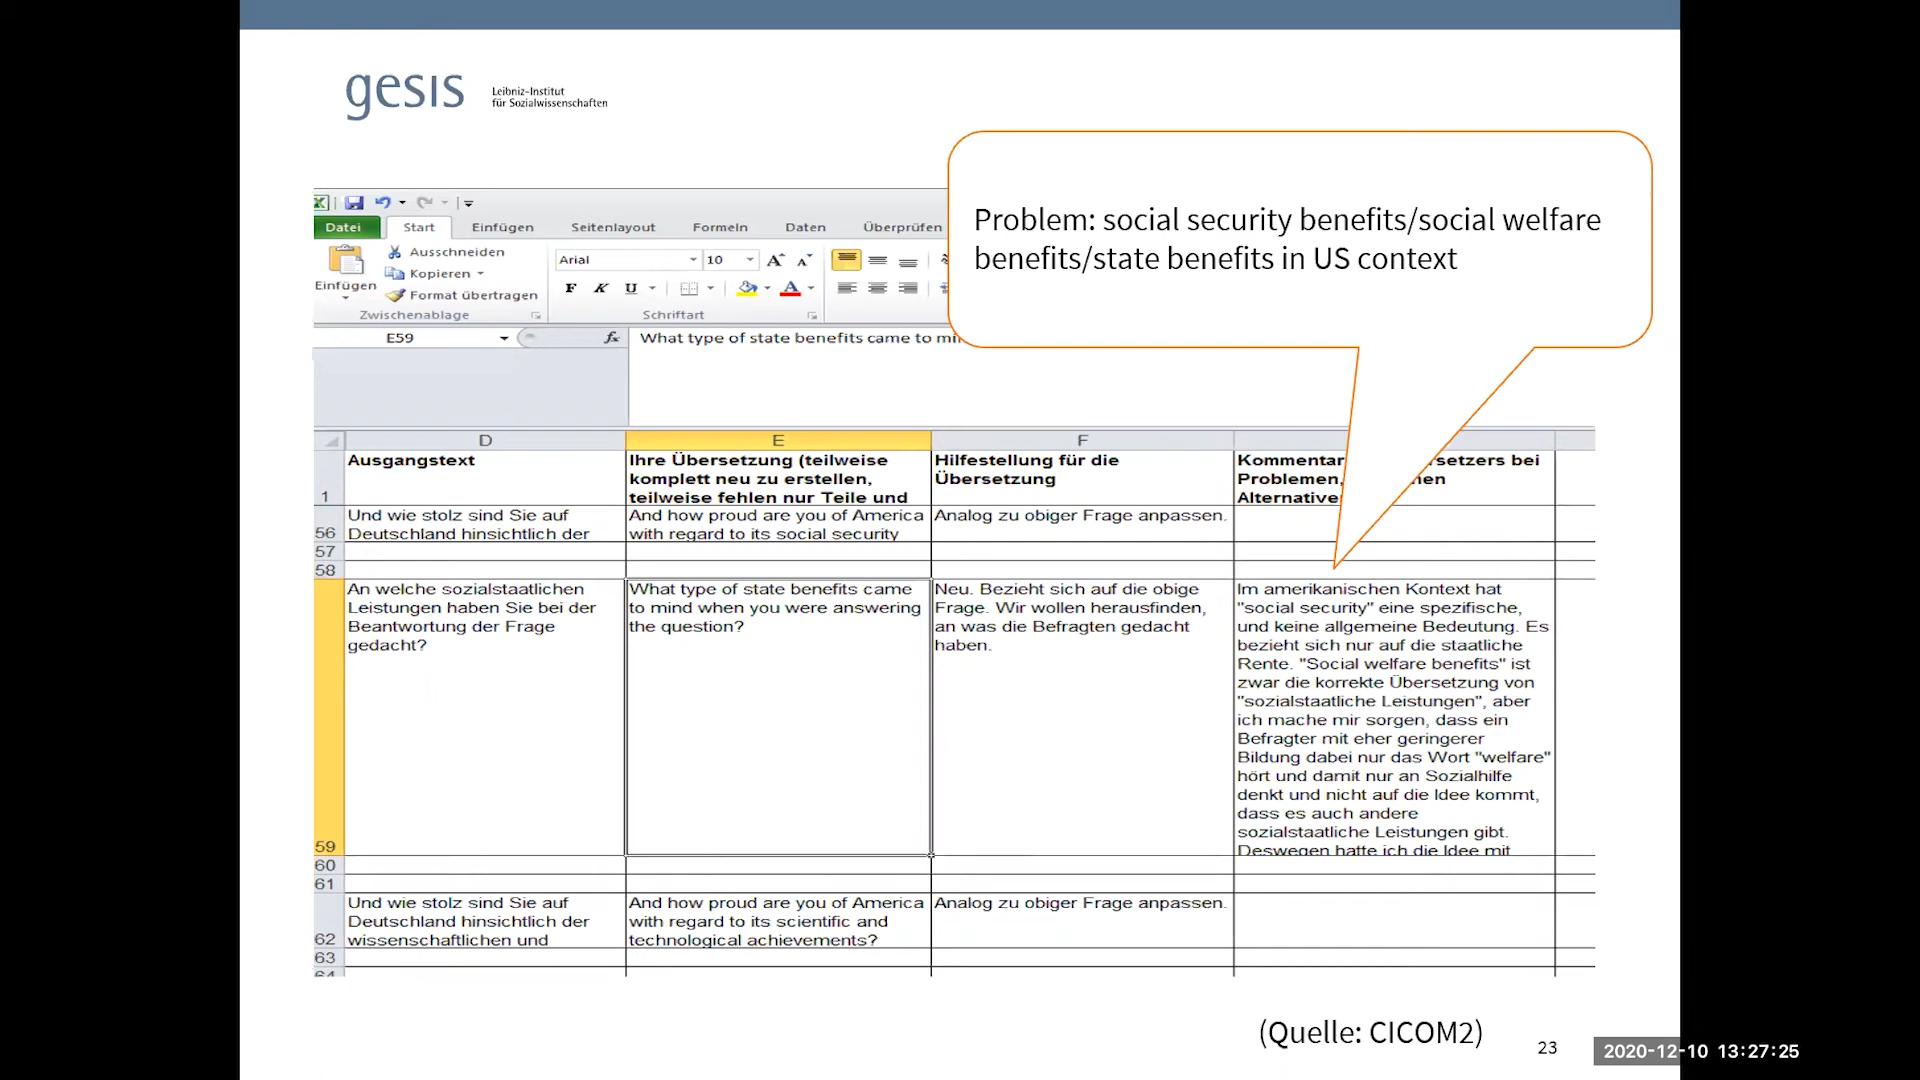 gesis
Leibniz-Institut
für Sozialwissenschaften
Problem: social security benefits/social welfare
benefits/state benefits in US context
Datei Start Einfügen Seitenlayout Formeln Daten Überprüfen
Einfügen
Ausschneiden
Kopieren
Format übertragen
Zwischenablage
Arial 10
F K U
Schriftart
E59 fx What type of state benefits came to
D E F
1
Ausgangstext
Ihre Übersetzung (teilweise
komplett neu zu erstellen,
teilweise fehlen nur Teile und
Hilfestellung für die
Übersetzung
Kommentar rsetzers bei
Problemen,
Alternative
56
Und wie stolz sind Sie auf
Deutschland hinsichtlich der
And how proud are you of America
with regard to its social security
Analog zu obiger Frage anpassen.
57
58
59
An welche sozialstaatlichen
Leistungen haben Sie bei der
Beantwortung der Frage
gedacht?
What type of state benefits came
to mind when you were answering
the question?
Neu. Bezieht sich auf die obige
Frage. Wir wollen herausfinden,
an was die Befragten gedacht
haben.
Im amerikanischen Kontext hat
"social security" eine spezifische,
und keine allgemeine Bedeutung. Es
bezieht sich nur auf die staatliche
Rente. "Social welfare benefits" ist
zwar die korrekte Übersetzung von
"sozialstaatliche Leistungen", aber
ich mache mir sorgen, dass ein
Befragter mit eher geringerer
Bildung dabei nur das Wort "welfare"
hört und damit nur an Sozialhilfe
denkt und nicht auf die Idee kommt,
dass es auch andere
sozialstaatliche Leistungen gibt.
Deswegen hatte ich die Idee mit
60
61
62
Und wie stolz sind Sie auf
Deutschland hinsichtlich der
wissenschaftlichen und
And how proud are you of America
with regard to its scientific and
technological achievements?
Analog zu obiger Frage anpassen.
63
64
(Quelle: CICOM2)
23
2020-12-10 13:27:25